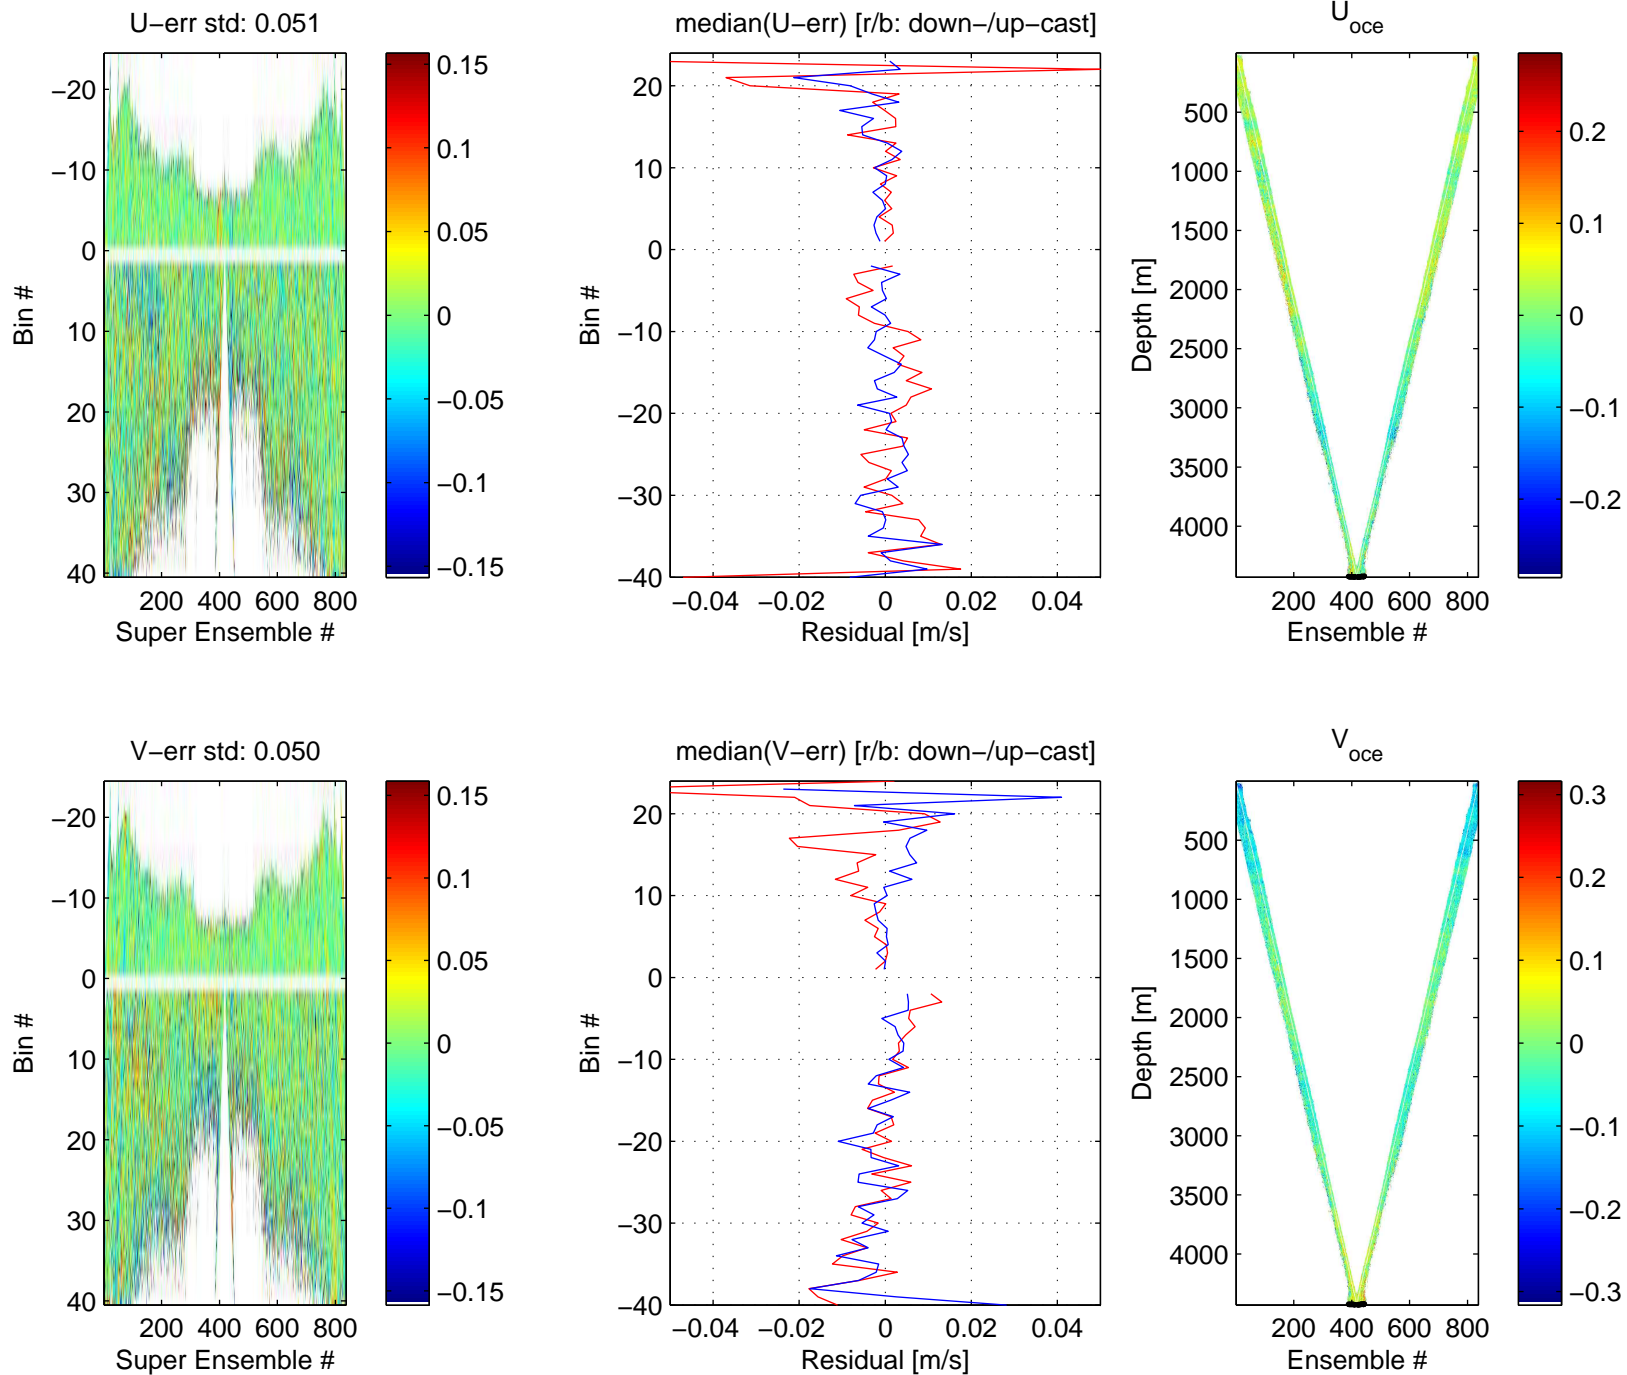 U−err std: 0.051
−20
−10
0
10
20
30
40
Bin #
200 400 600 800
Super Ensemble #
0.15
0.1
0.05
0
−0.05
−0.1
−0.15
median(U−err) [r/b: down−/up−cast]
20
10
0
−10
−20
−30
−40
Bin #
−0.04 −0.02 0 0.02 0.04
Residual [m/s]
U_oce
500
1000
1500
2000
2500
3000
3500
4000
Depth [m]
200 400 600 800
Ensemble #
0.2
0.1
0
−0.1
−0.2
V−err std: 0.050
−20
−10
0
10
20
30
40
Bin #
200 400 600 800
Super Ensemble #
0.15
0.1
0.05
0
−0.05
−0.1
−0.15
median(V−err) [r/b: down−/up−cast]
20
10
0
−10
−20
−30
−40
Bin #
−0.04 −0.02 0 0.02 0.04
Residual [m/s]
V_oce
500
1000
1500
2000
2500
3000
3500
4000
Depth [m]
200 400 600 800
Ensemble #
0.3
0.2
0.1
0
−0.1
−0.2
−0.3